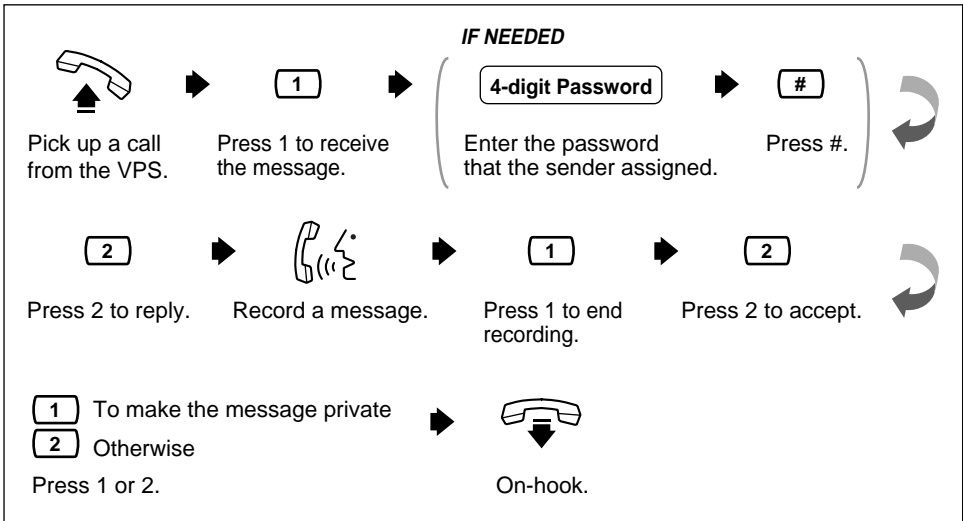 IF NEEDED
1
4-digit Password
#
Pick up a call
from the VPS.
Press 1 to receive
the message.
Enter the password
that the sender assigned.
Press #.
2
1
2
Press 2 to reply.
Record a message.
Press 1 to end
recording.
Press 2 to accept.
1 To make the message private
2 Otherwise
Press 1 or 2.
On-hook.